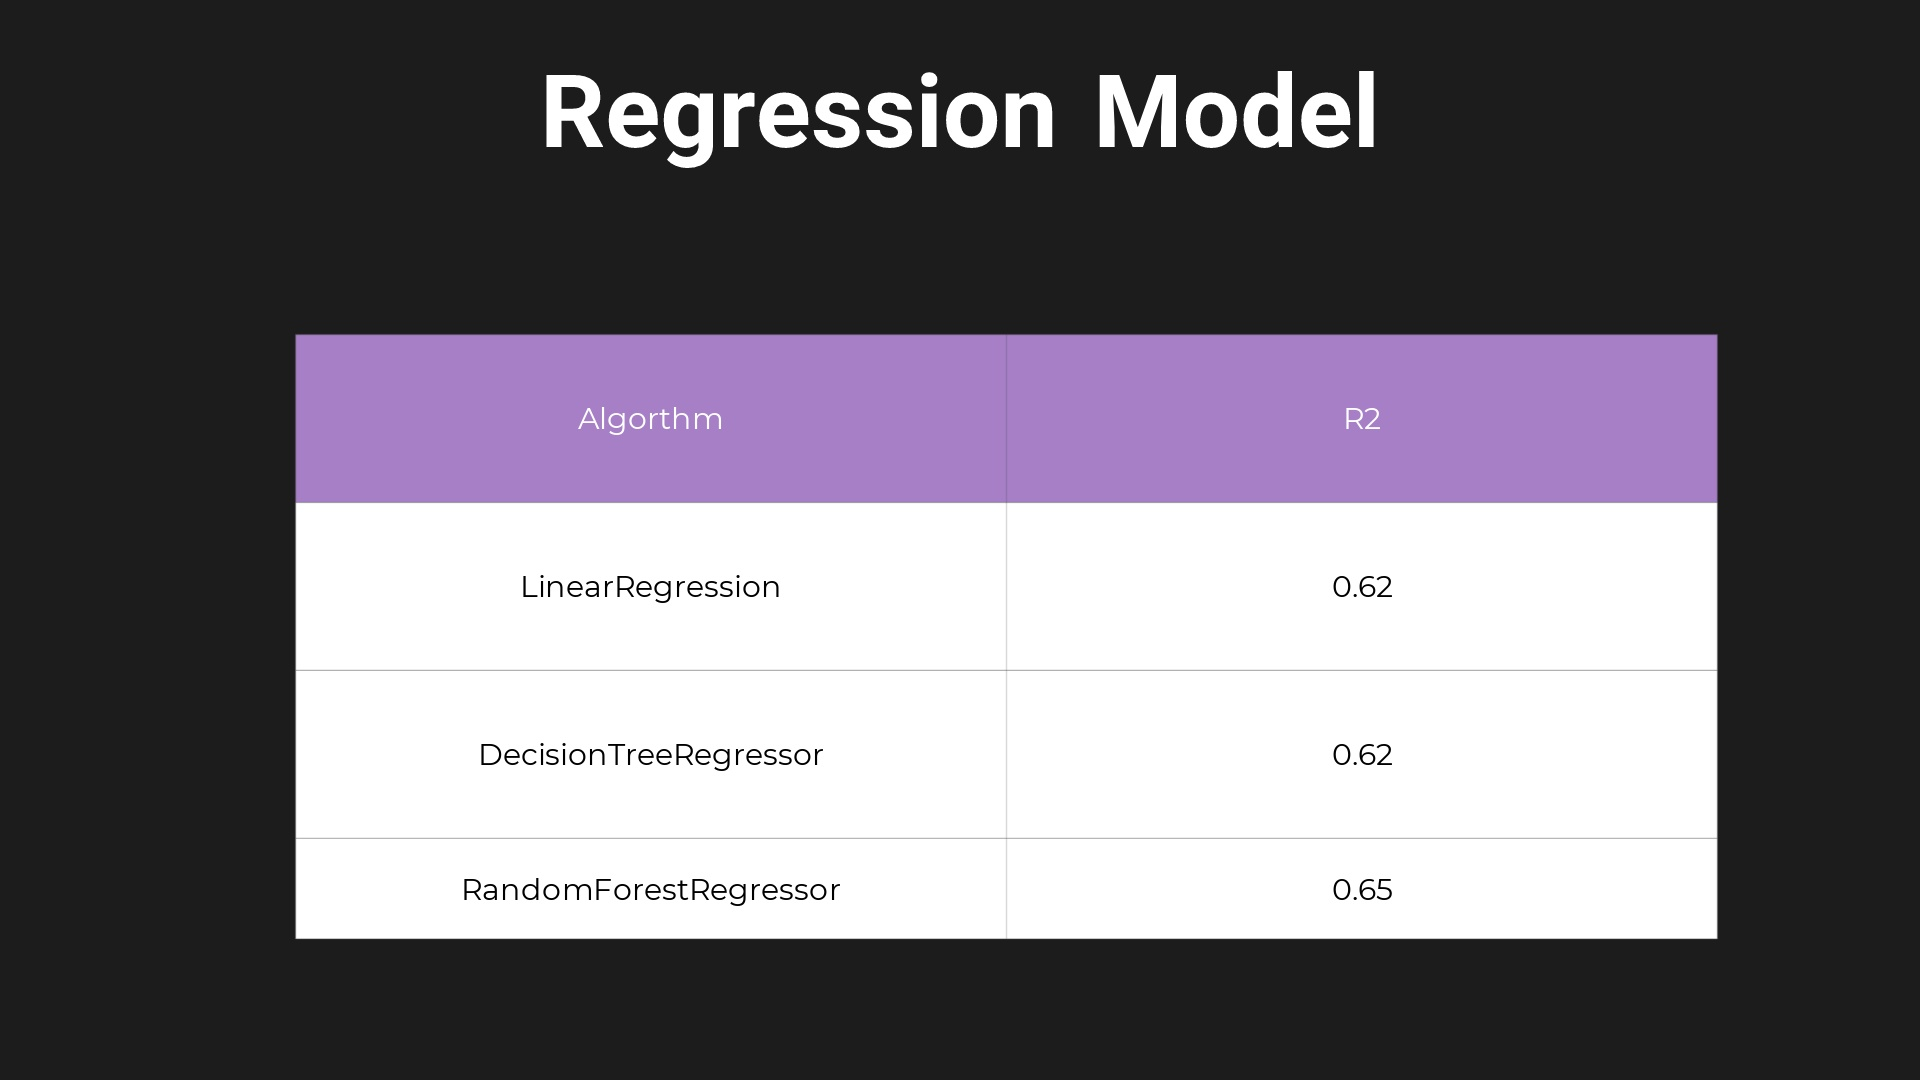 Regression Model
Algorthm R2
LinearRegression 0.62
DecisionTreeRegressor 0.62
RandomForestRegressor 0.65